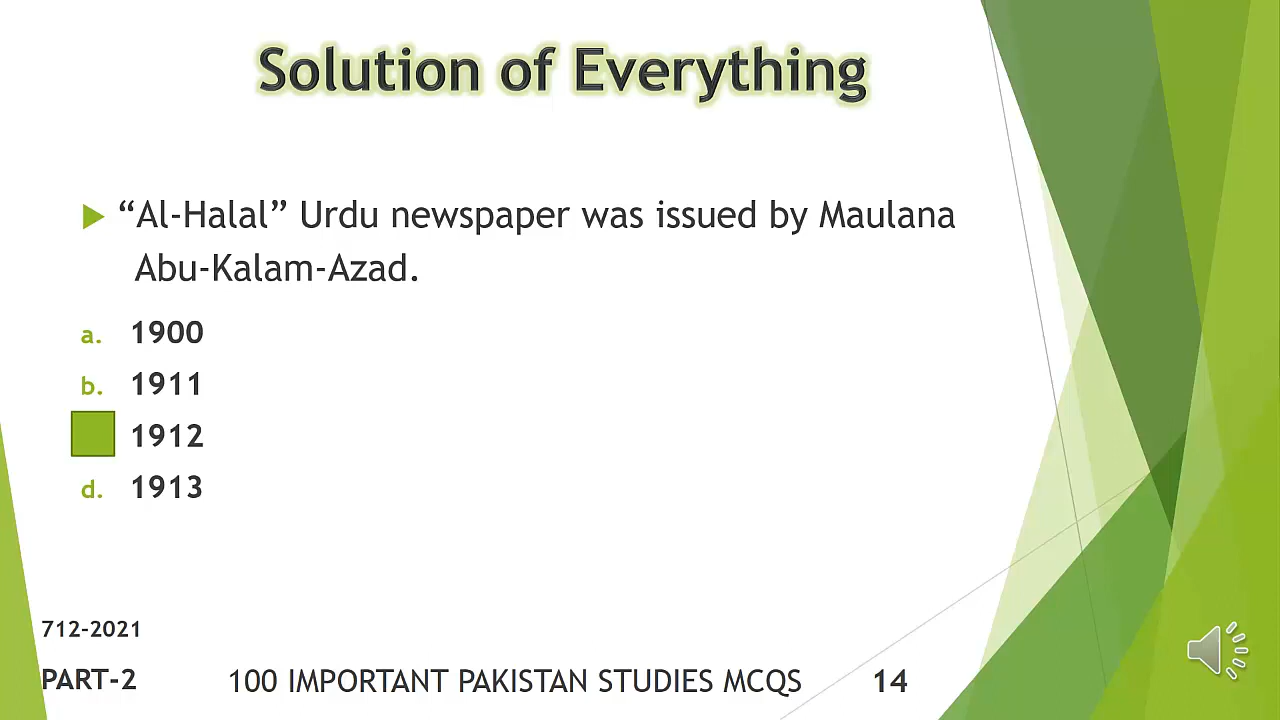 Solution of Everything
“Al-Halal” Urdu newspaper was issued by Maulana
Abu-Kalam-Azad.
a. 1900
b. 1911
1912
d. 1913
712-2021
PART-2 100 IMPORTANT PAKISTAN STUDIES MCQS 14